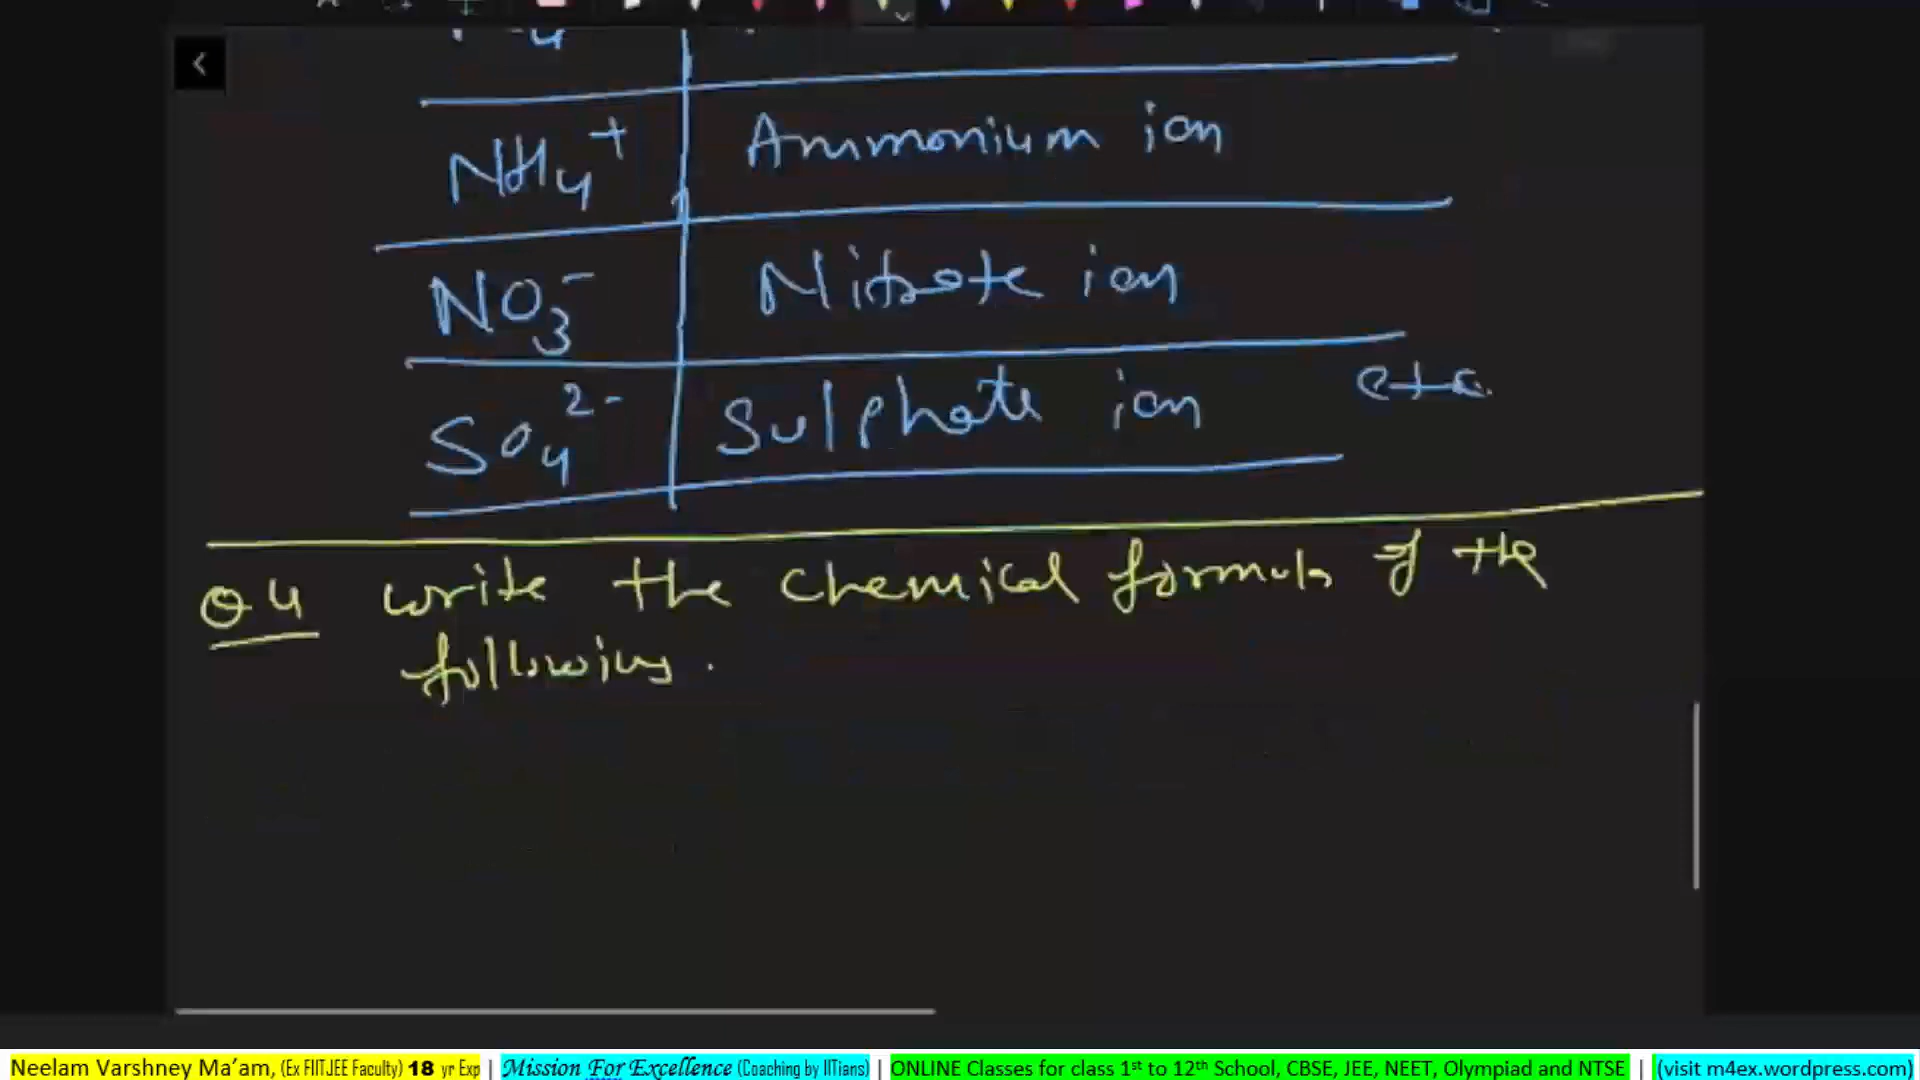 NH4+ Ammonium ion
NO3- Nitrate ion
SO4 2- Sulphate ion etc.
Q4 write the chemical formula of the
following.
Neelam Varshney Ma'am, (Ex FIITJEE Faculty) 18 yr Exp | Mission For Excellence (Coaching by IITians) | ONLINE Classes for class 1st to 12th School, CBSE, JEE, NEET, Olympiad and NTSE | (visit m4ex.wordpress.com)